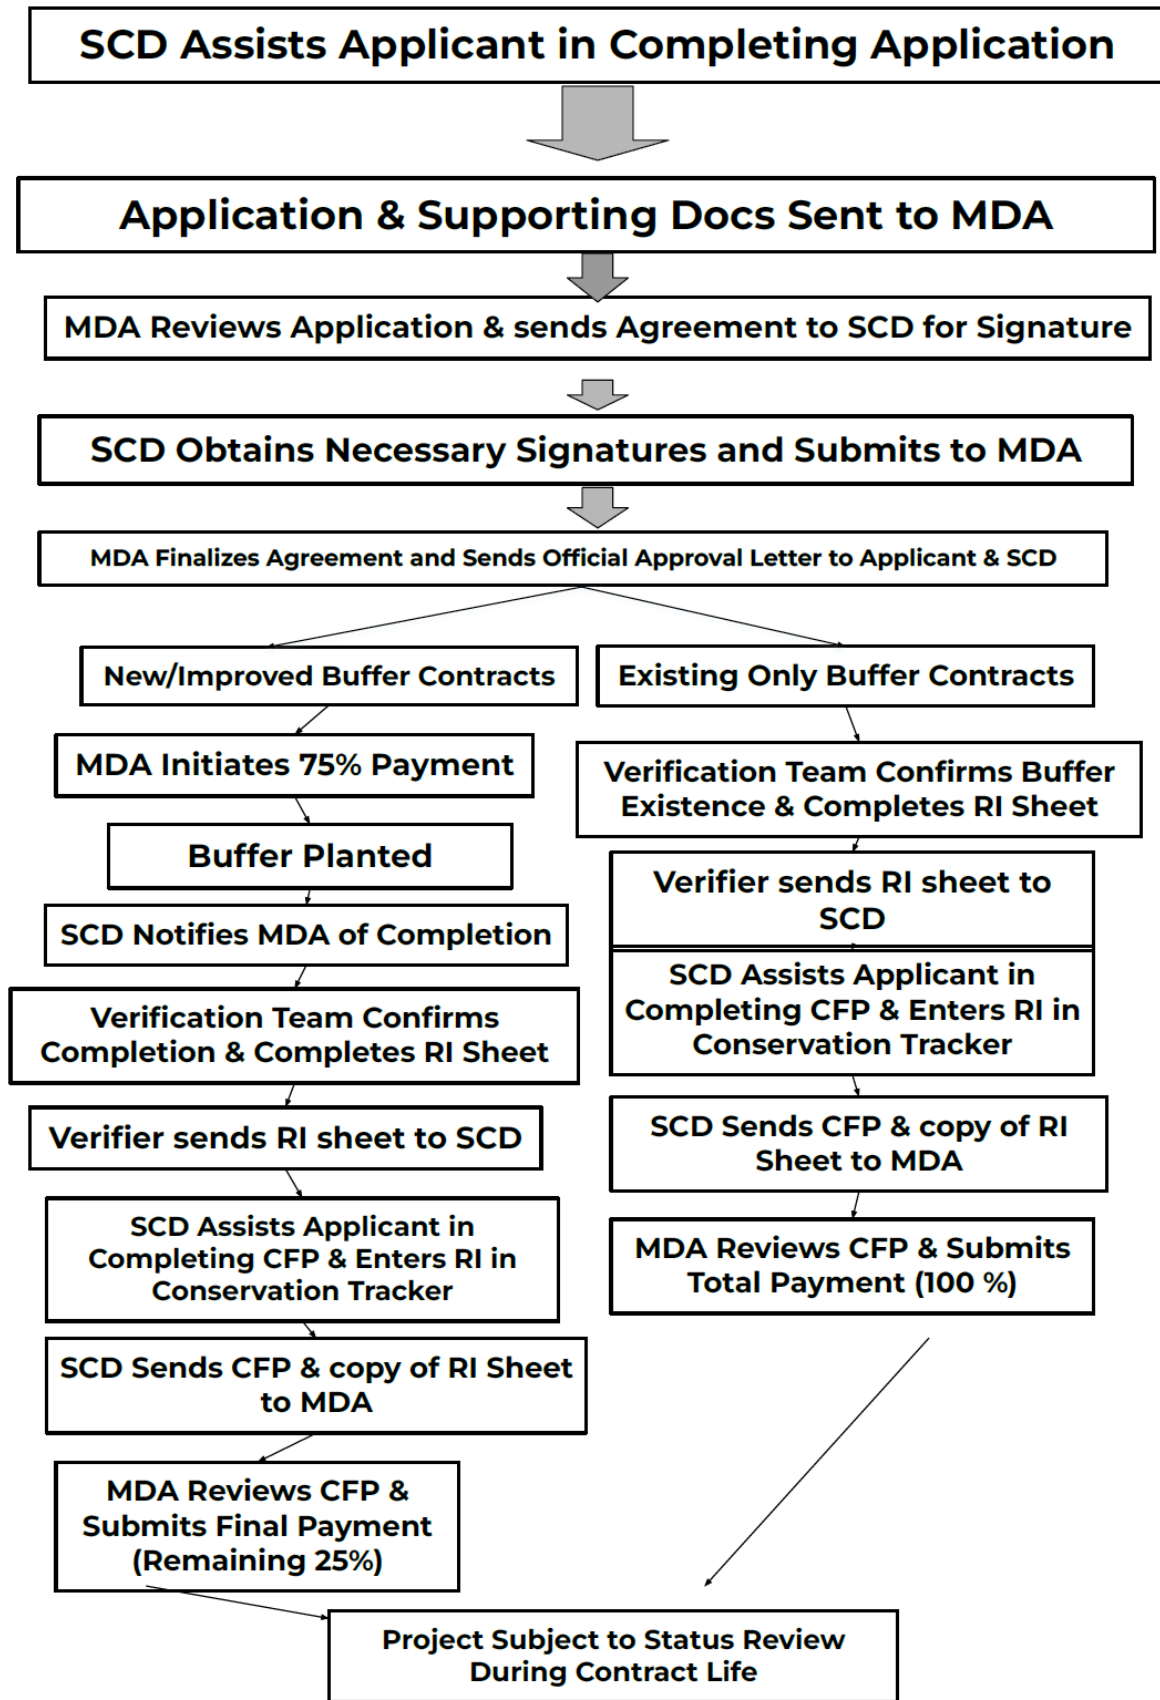 SCD Assists Applicant in Completing Application
Application & Supporting Docs Sent to MDA
MDA Reviews Application & sends Agreement to SCD for Signature
SCD Obtains Necessary Signatures and Submits to MDA
MDA Finalizes Agreement and Sends Official Approval Letter to Applicant & SCD
New/Improved Buffer Contracts
MDA Initiates 75% Payment
Buffer Planted
SCD Notifies MDA of Completion
Verification Team Confirms
Completion & Completes RI Sheet
Verifier sends RI sheet to SCD
SCD Assists Applicant in
Completing CFP & Enters RI in
Conservation Tracker
SCD Sends CFP & copy of RI Sheet
to MDA
MDA Reviews CFP &
Submits Final Payment
(Remaining 25%)
Existing Only Buffer Contracts
Verification Team Confirms Buffer
Existence & Completes RI Sheet
Verifier sends RI sheet to
SCD
SCD Assists Applicant in
Completing CFP & Enters RI in
Conservation Tracker
SCD Sends CFP & copy of RI
Sheet to MDA
MDA Reviews CFP & Submits
Total Payment (100 %)
Project Subject to Status Review
During Contract Life